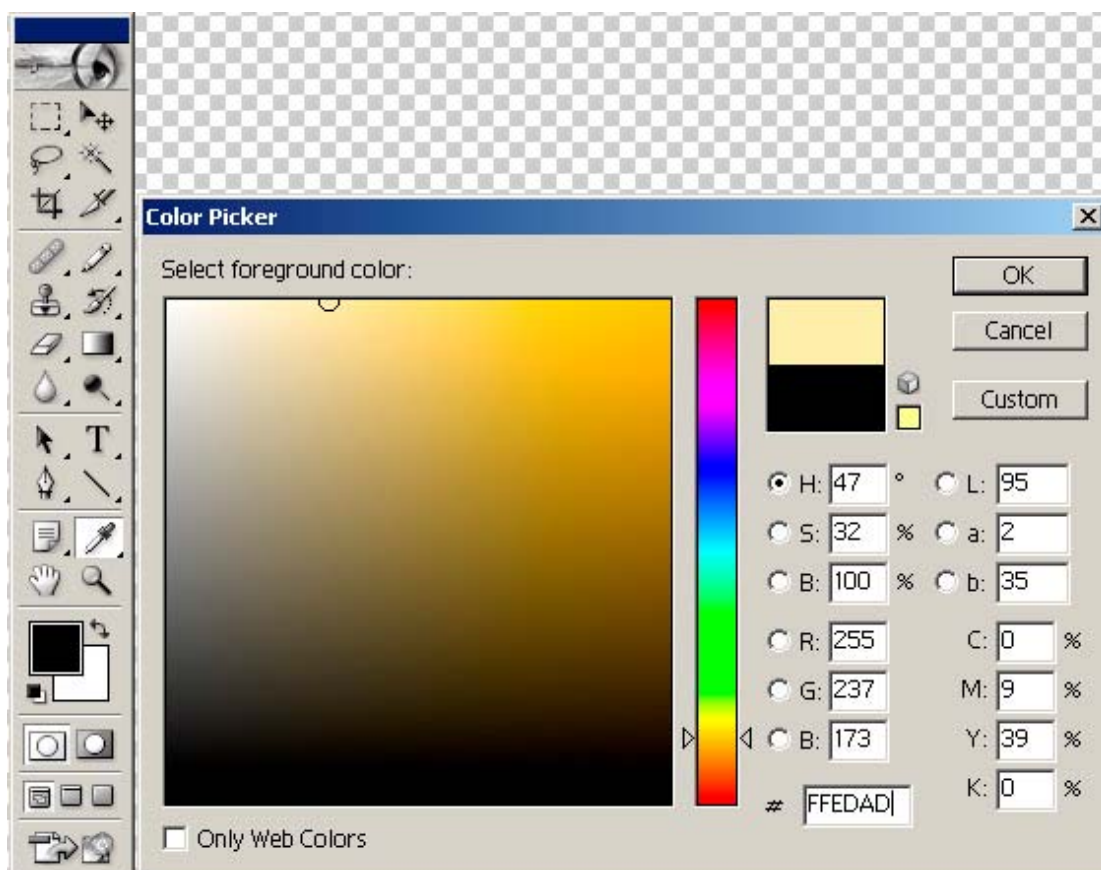 Color Picker
Select foreground color:
OK
Cancel
Custom
T
H: 47 ° L: 95
S: 32 % a: 2
B: 100 % b: 35
R: 255 C: 0 %
G: 237 M: 9 %
B: 173 Y: 39 %
# FFEDAD K: 0 %
Only Web Colors